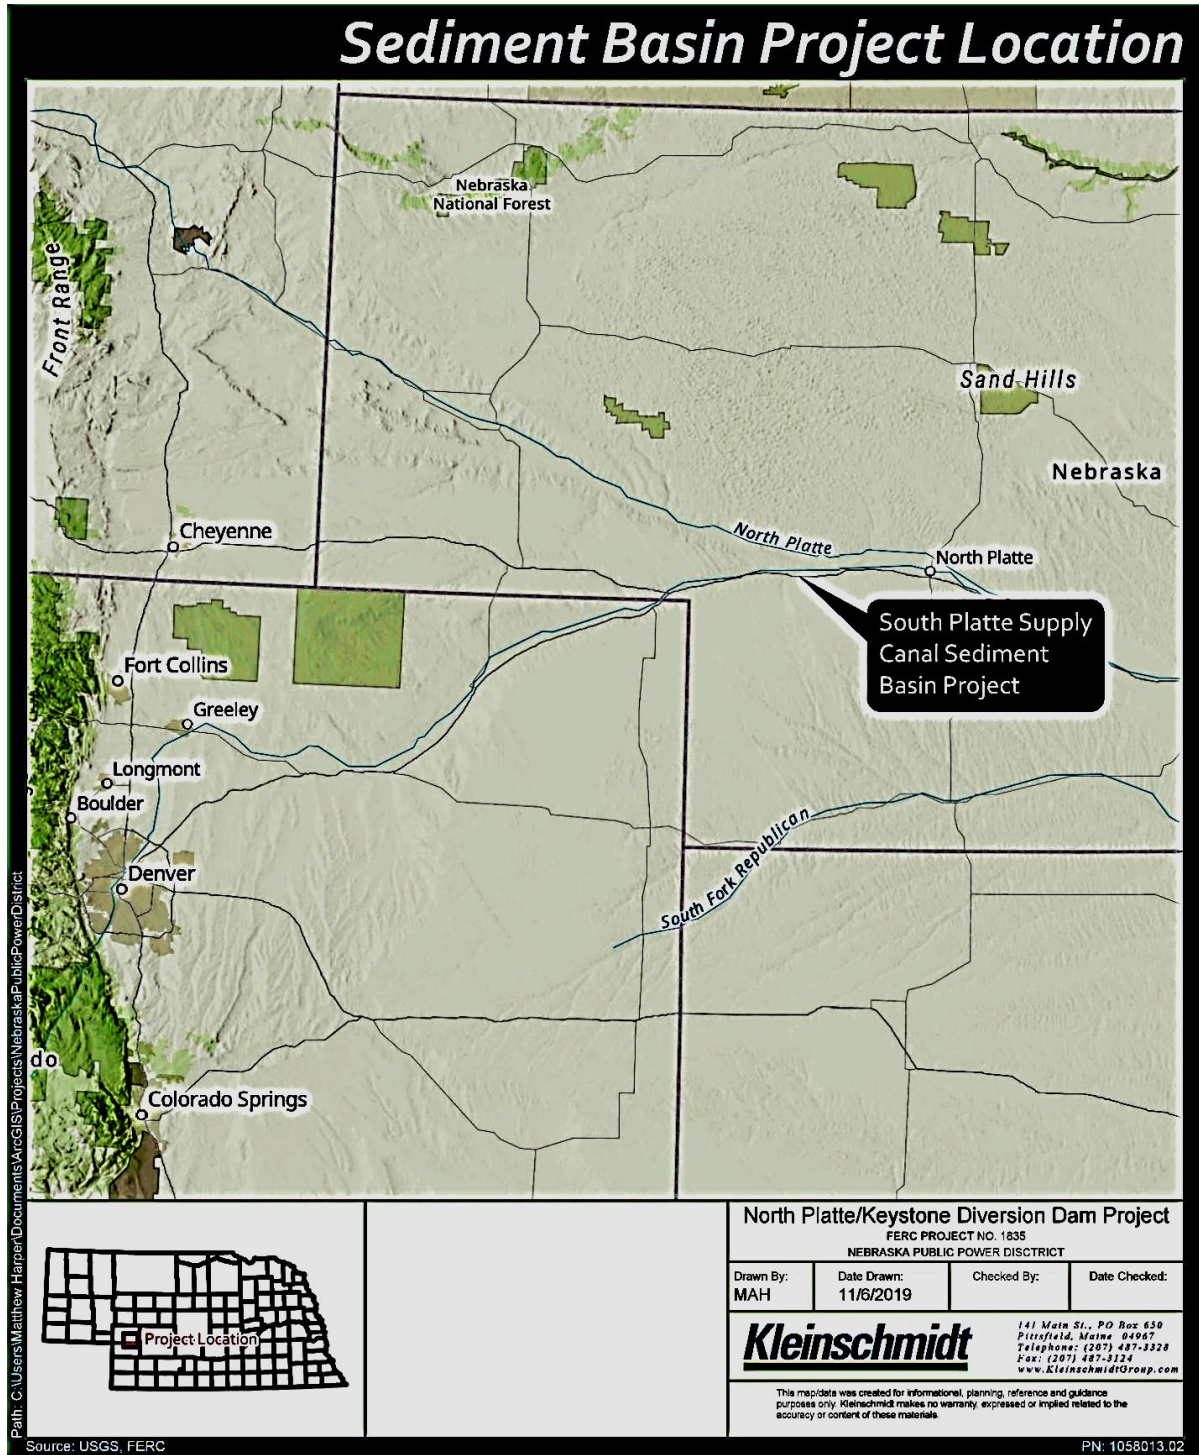 Sediment Basin Project Location
Nebraska
National Forest
Front Range
Sand Hills
Nebraska
Cheyenne
North Platte
North Platte
South Platte Supply
Canal Sediment
Basin Project
Fort Collins
Greeley
Longmont
Boulder
Denver
South Fork Republican
do
Colorado Springs
Path: C:\Users\Matthew Harper\Documents\ArcGIS\Projects\NebraskaPublicPowerDistrict
Project Location
North Platte/Keystone Diversion Dam Project
FERC PROJECT NO. 1835
NEBRASKA PUBLIC POWER DISCTRICT
Drawn By:
MAH
Date Drawn:
11/6/2019
Checked By:
Date Checked:
Kleinschmidt
141 Main St., PO Box 650
Pittsfield, Maine 04967
Telephone: (207) 487-3328
Fax: (207) 487-3124
www.KleinschmidtGroup.com
This map/data was created for informational, planning, reference and guidance
purposes only. Kleinschmidt makes no warranty, expressed or implied related to the
accuracy or content of these materials.
Source: USGS, FERC
PN: 1058013.02